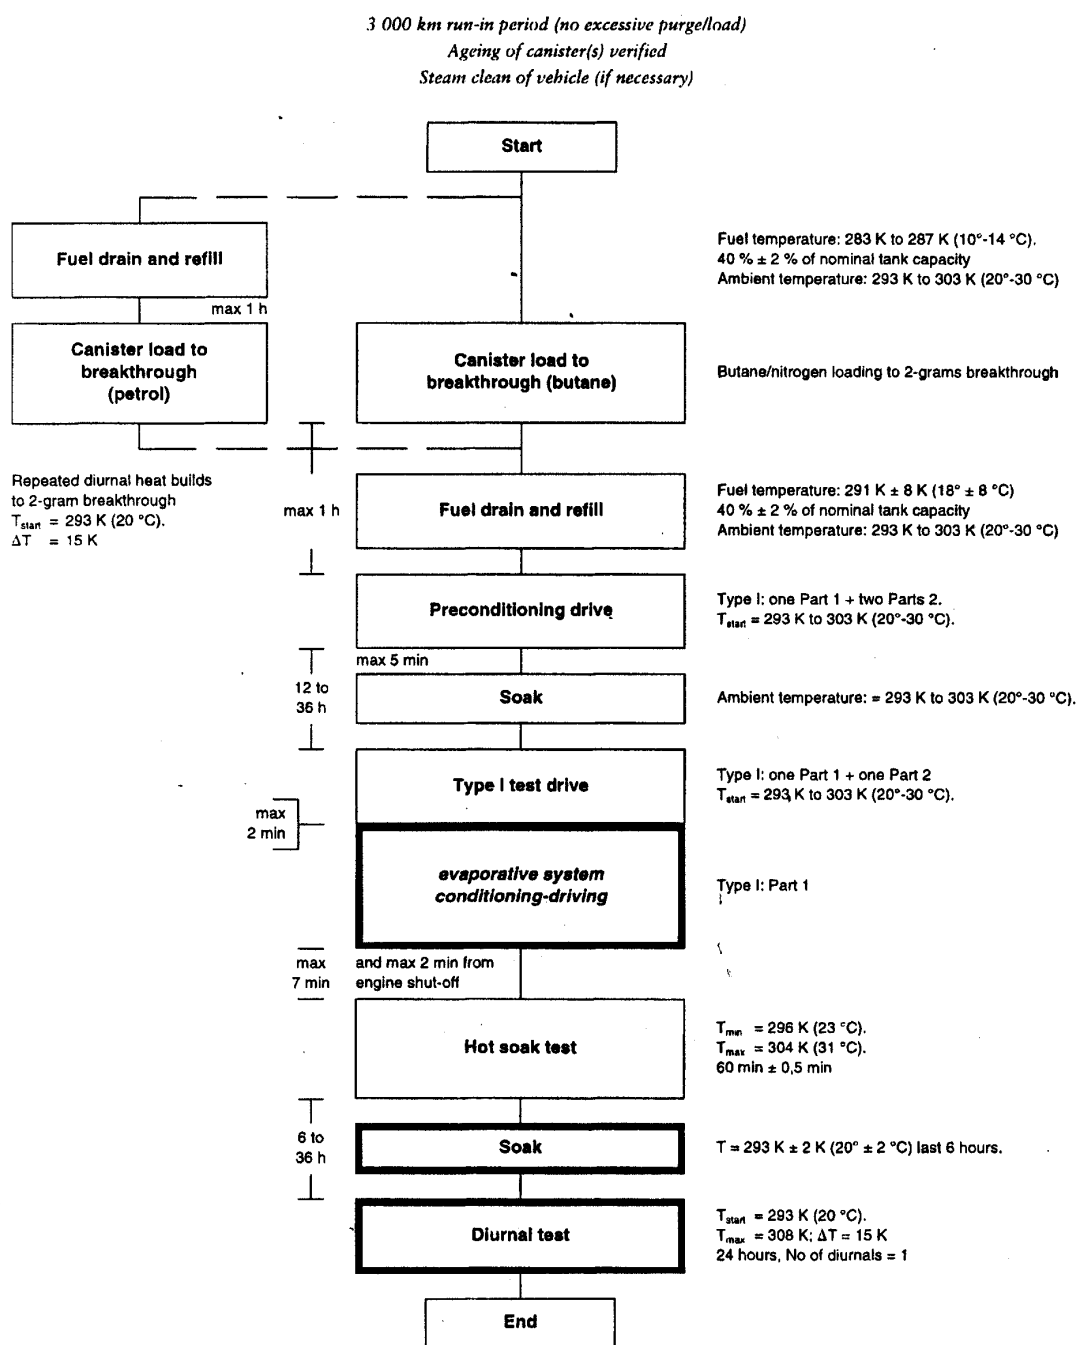 3 000 km run-in period (no excessive purge/load)
Ageing of canister(s) verified
Steam clean of vehicle (if necessary)
Start
Fuel drain and refill
Fuel temperature: 283 K to 287 K (10°-14 °C).
40 % ± 2 % of nominal tank capacity
Ambient temperature: 293 K to 303 K (20°-30 °C)
max 1 h
Canister load to
breakthrough
(petrol)
Canister load to
breakthrough (butane)
Butane/nitrogen loading to 2-grams breakthrough
Repeated diurnal heat builds
to 2-gram breakthrough
Tstart = 293 K (20 °C).
ΔT = 15 K
max 1 h
Fuel drain and refill
Fuel temperature: 291 K ± 8 K (18° ± 8 °C)
40 % ± 2 % of nominal tank capacity
Ambient temperature: 293 K to 303 K (20°-30 °C)
Preconditioning drive
Type I: one Part 1 + two Parts 2.
Tstart = 293 K to 303 K (20°-30 °C).
max 5 min
12 to
36 h
Soak
Ambient temperature: = 293 K to 303 K (20°-30 °C).
Type I test drive
Type I: one Part 1 + one Part 2
Tstart = 293 K to 303 K (20°-30 °C).
max
2 min
evaporative system
conditioning-driving
Type I: Part 1
max
7 min
and max 2 min from
engine shut-off
Hot soak test
Tmin = 296 K (23 °C).
Tmax = 304 K (31 °C).
60 min ± 0,5 min
6 to
36 h
Soak
T = 293 K ± 2 K (20° ± 2 °C) last 6 hours.
Diurnal test
Tstart = 293 K (20 °C).
Tmax = 308 K; ΔT = 15 K
24 hours, No of diurnals = 1
End